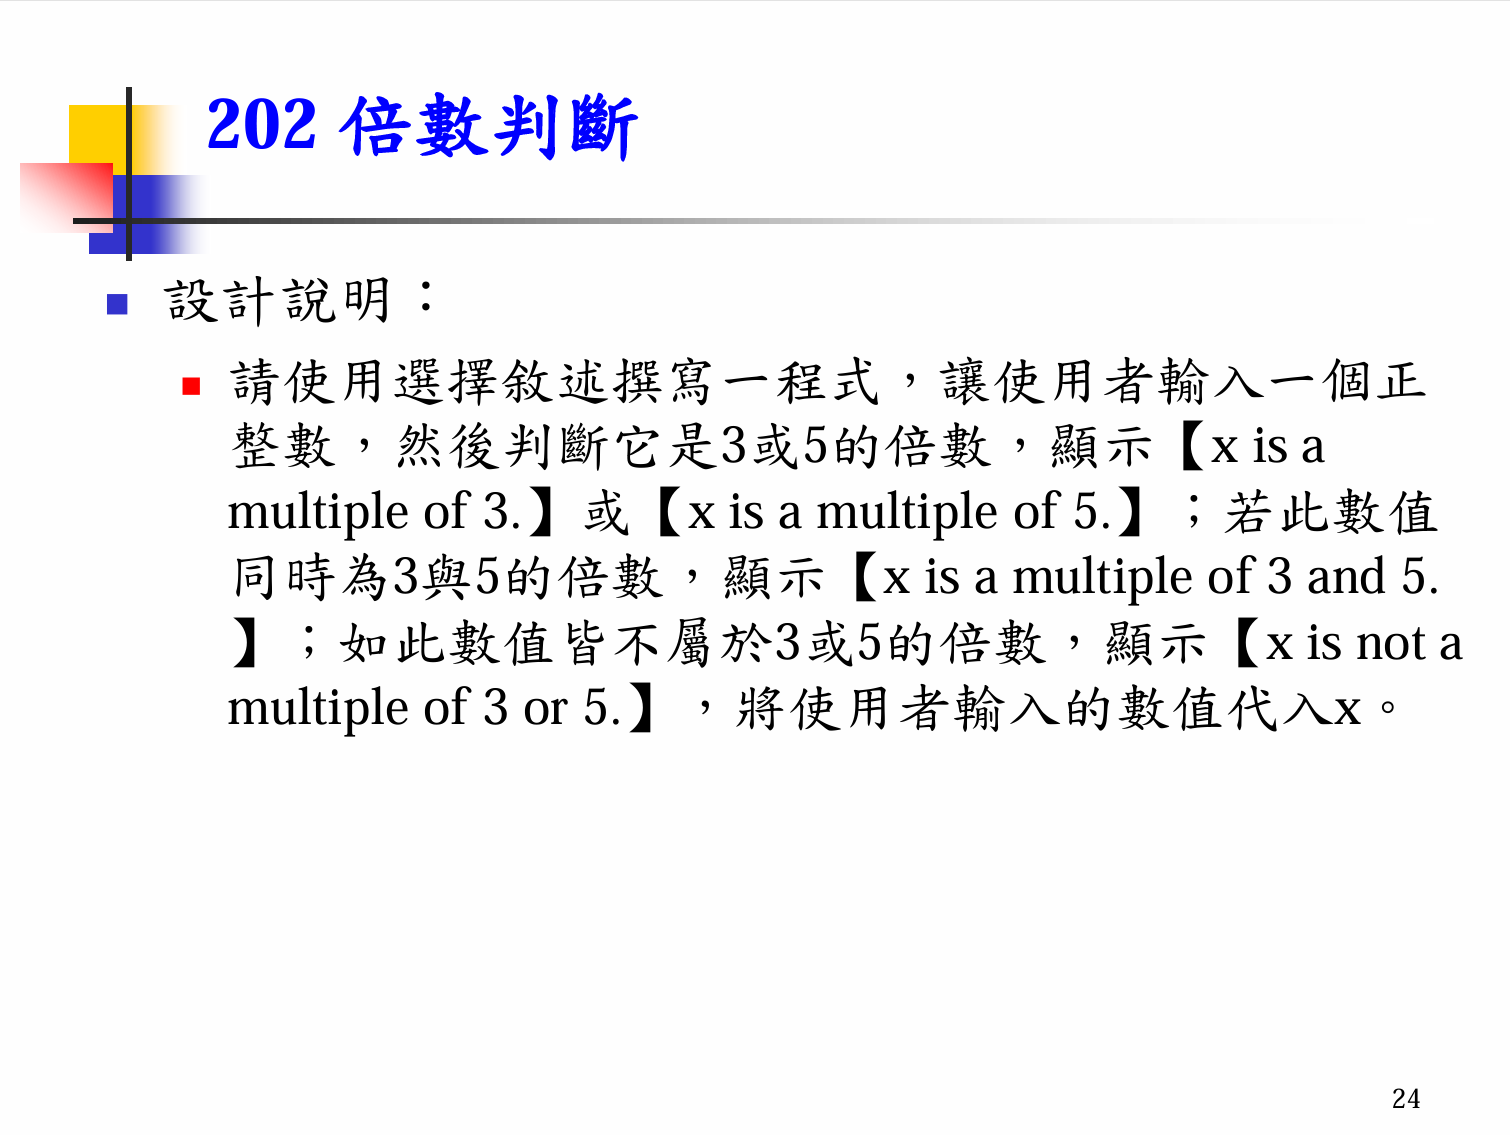 202 倍數判斷
設計說明：
請使用選擇敘述撰寫一程式，讓使用者輸入一個正
整數，然後判斷它是3或5的倍數，顯示【x is a
multiple of 3.】或【x is a multiple of 5.】；若此數值
同時為3與5的倍數，顯示【x is a multiple of 3 and 5.
】；如此數值皆不屬於3或5的倍數，顯示【x is not a
multiple of 3 or 5.】，將使用者輸入的數值代入x。
24